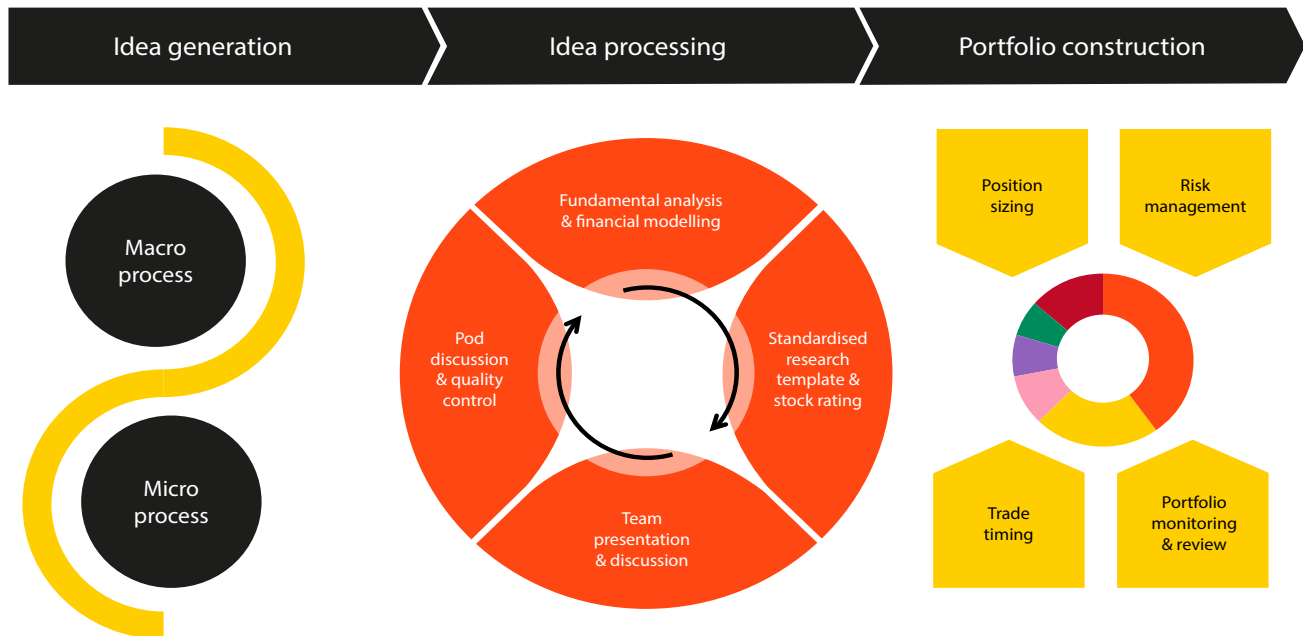 Idea generation
Idea processing
Portfolio construction
Macro
process
Micro
process
Fundamental analysis
& financial modelling
Standardised
research
template &
stock rating
Team
presentation
& discussion
Pod
discussion
& quality
control
Position
sizing
Risk
management
Trade
timing
Portfolio
monitoring
& review